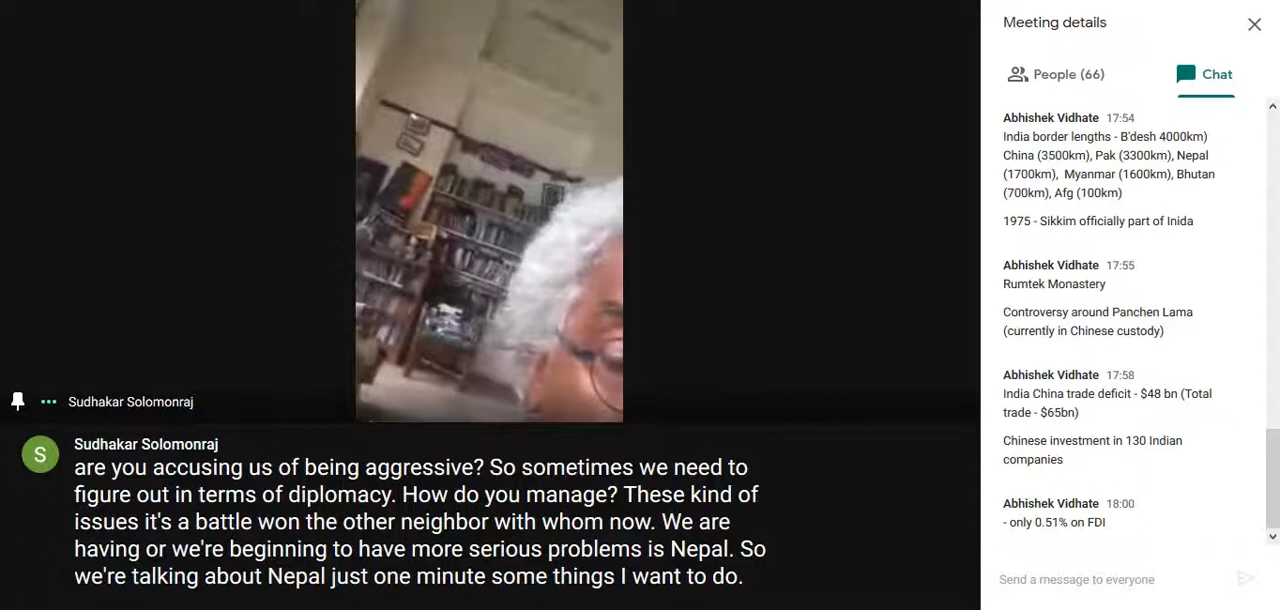 Sudhakar Solomonraj
S
Sudhakar Solomonraj
are you accusing us of being aggressive? So sometimes we need to
figure out in terms of diplomacy. How do you manage? These kind of
issues it's a battle won the other neighbor with whom now. We are
having or we're beginning to have more serious problems is Nepal. So
we're talking about Nepal just one minute some things I want to do.
Meeting details
People (66)
Chat
Abhishek Vidhate 17:54
India border lengths - B'desh 4000km)
China (3500km), Pak (3300km), Nepal
(1700km), Myanmar (1600km), Bhutan
(700km), Afg (100km)
1975 - Sikkim officially part of Inida
Abhishek Vidhate 17:55
Rumtek Monastery
Controversy around Panchen Lama
(currently in Chinese custody)
Abhishek Vidhate 17:58
India China trade deficit - $48 bn (Total
trade - $65bn)
Chinese investment in 130 Indian
companies
Abhishek Vidhate 18:00
- only 0.51% on FDI
Send a message to everyone